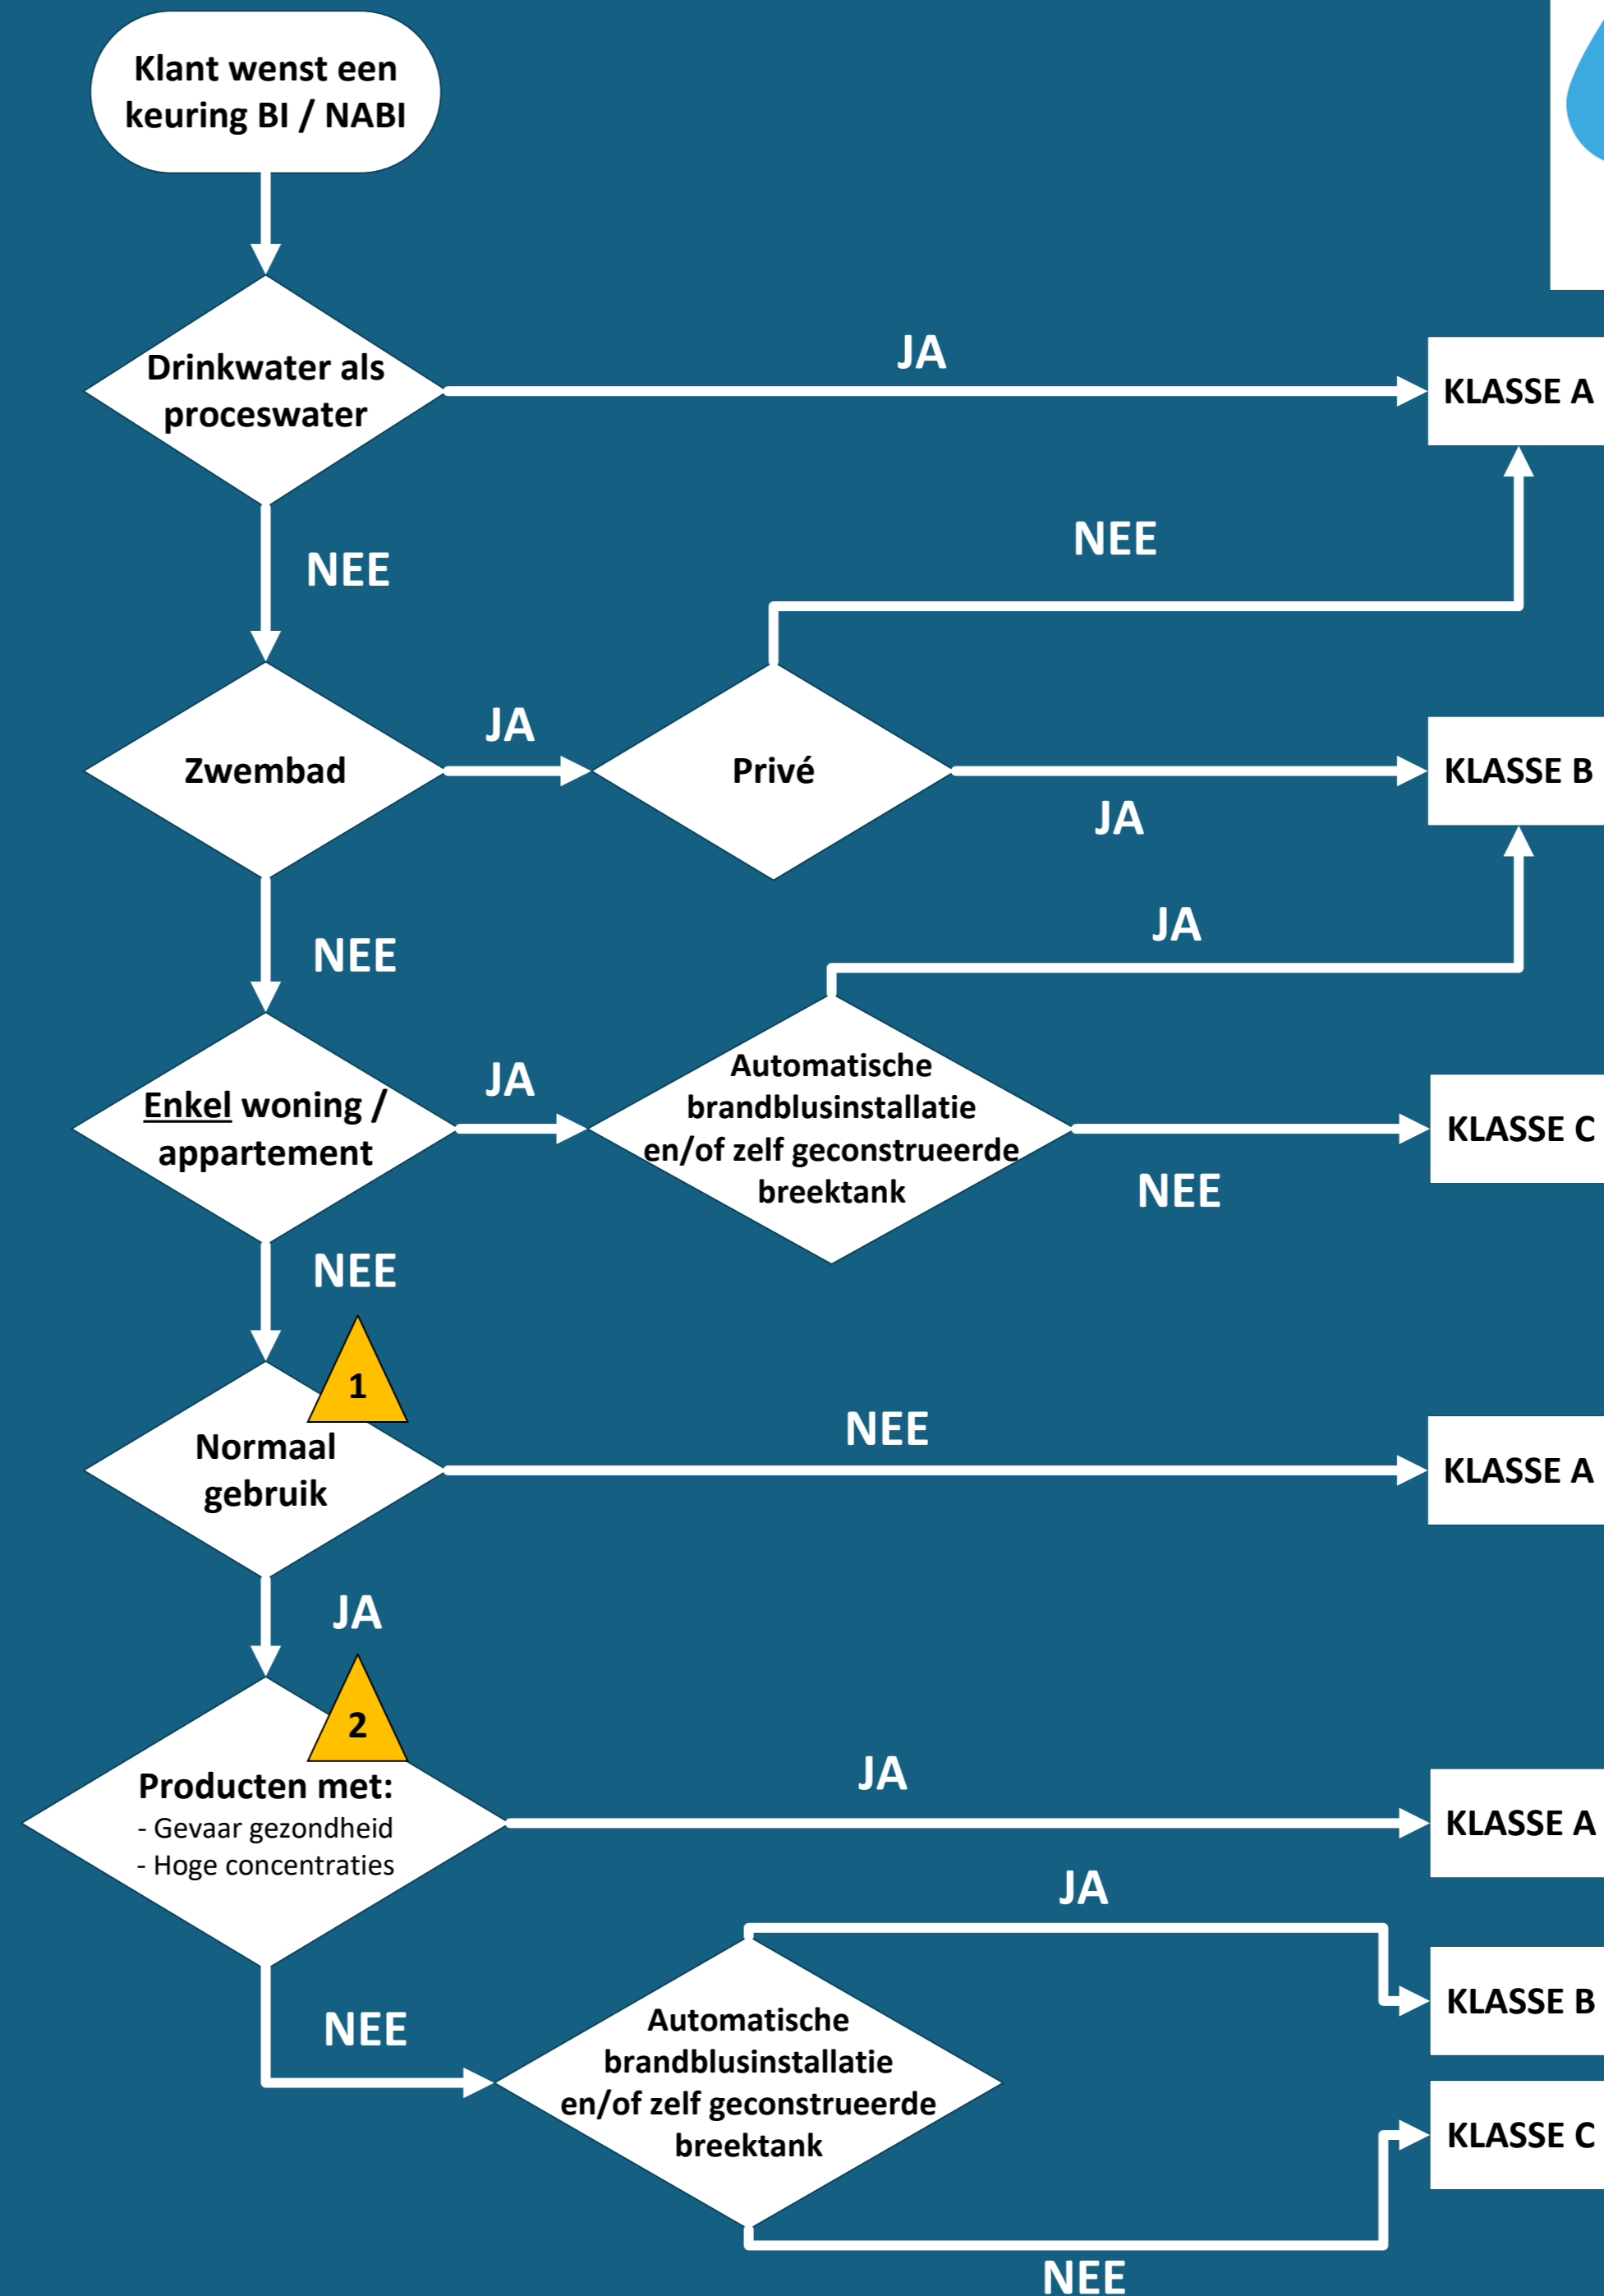 Klant wenst een
keuring BI / NABI
Drinkwater als
proceswater
JA
KLASSE A
NEE
NEE
Zwembad
JA
Privé
JA
KLASSE B
NEE
JA
Enkel woning /
appartement
JA
Automatische
brandblusinstallatie
en/of zelf geconstrueerde
breektank
NEE
KLASSE C
NEE
1
Normaal
gebruik
NEE
KLASSE A
JA
2
Producten met:
- Gevaar gezondheid
- Hoge concentraties
JA
KLASSE A
NEE
Automatische
brandblusinstallatie
en/of zelf geconstrueerde
breektank
JA
KLASSE B
NEE
KLASSE C